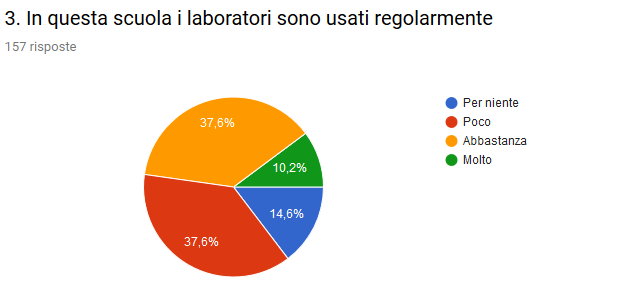 3. In questa scuola i laboratori sono usati regolarmente
157 risposte
37,6%
10,2%
14,6%
37,6%
Per niente
Poco
Abbastanza
Molto